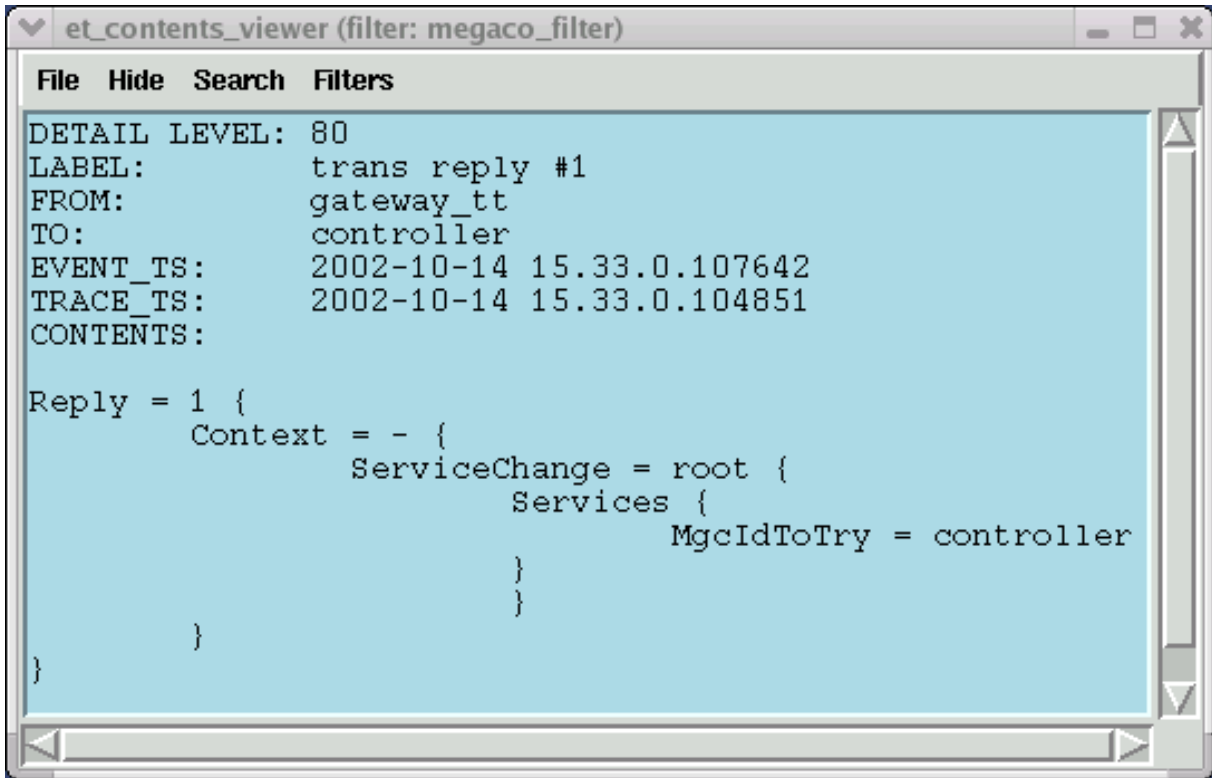 et_contents_viewer (filter: megaco_filter)
File Hide Search Filters
DETAIL LEVEL: 80
LABEL: trans reply #1
FROM: gateway_tt
TO: controller
EVENT_TS: 2002-10-14 15.33.0.107642
TRACE_TS: 2002-10-14 15.33.0.104851
CONTENTS:
Reply = 1 {
Context = - {
ServiceChange = root {
Services {
MgcIdToTry = controller
}
}
}
}